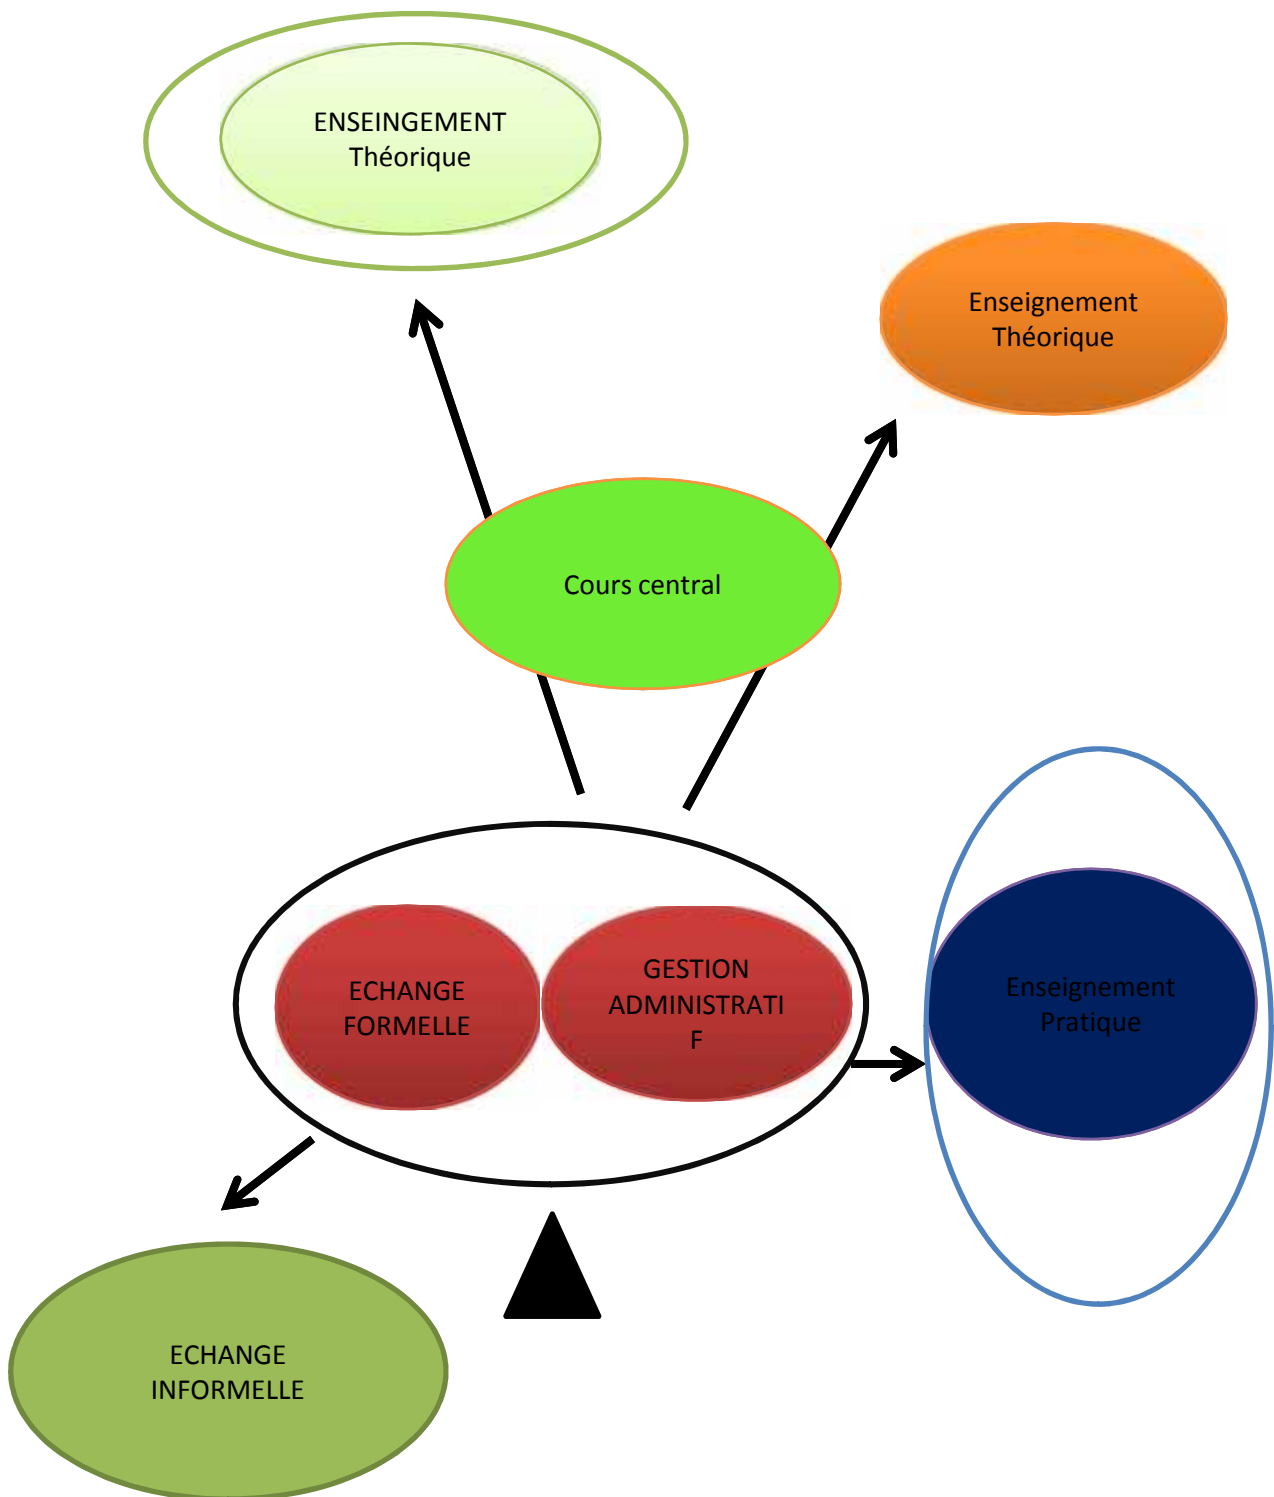 ENSEINGEMENT
Théorique
Enseignement
Théorique
Cours central
ECHANGE
FORMELLE
GESTION
ADMINISTRATI
F
Enseignement
Pratique
ECHANGE
INFORMELLE